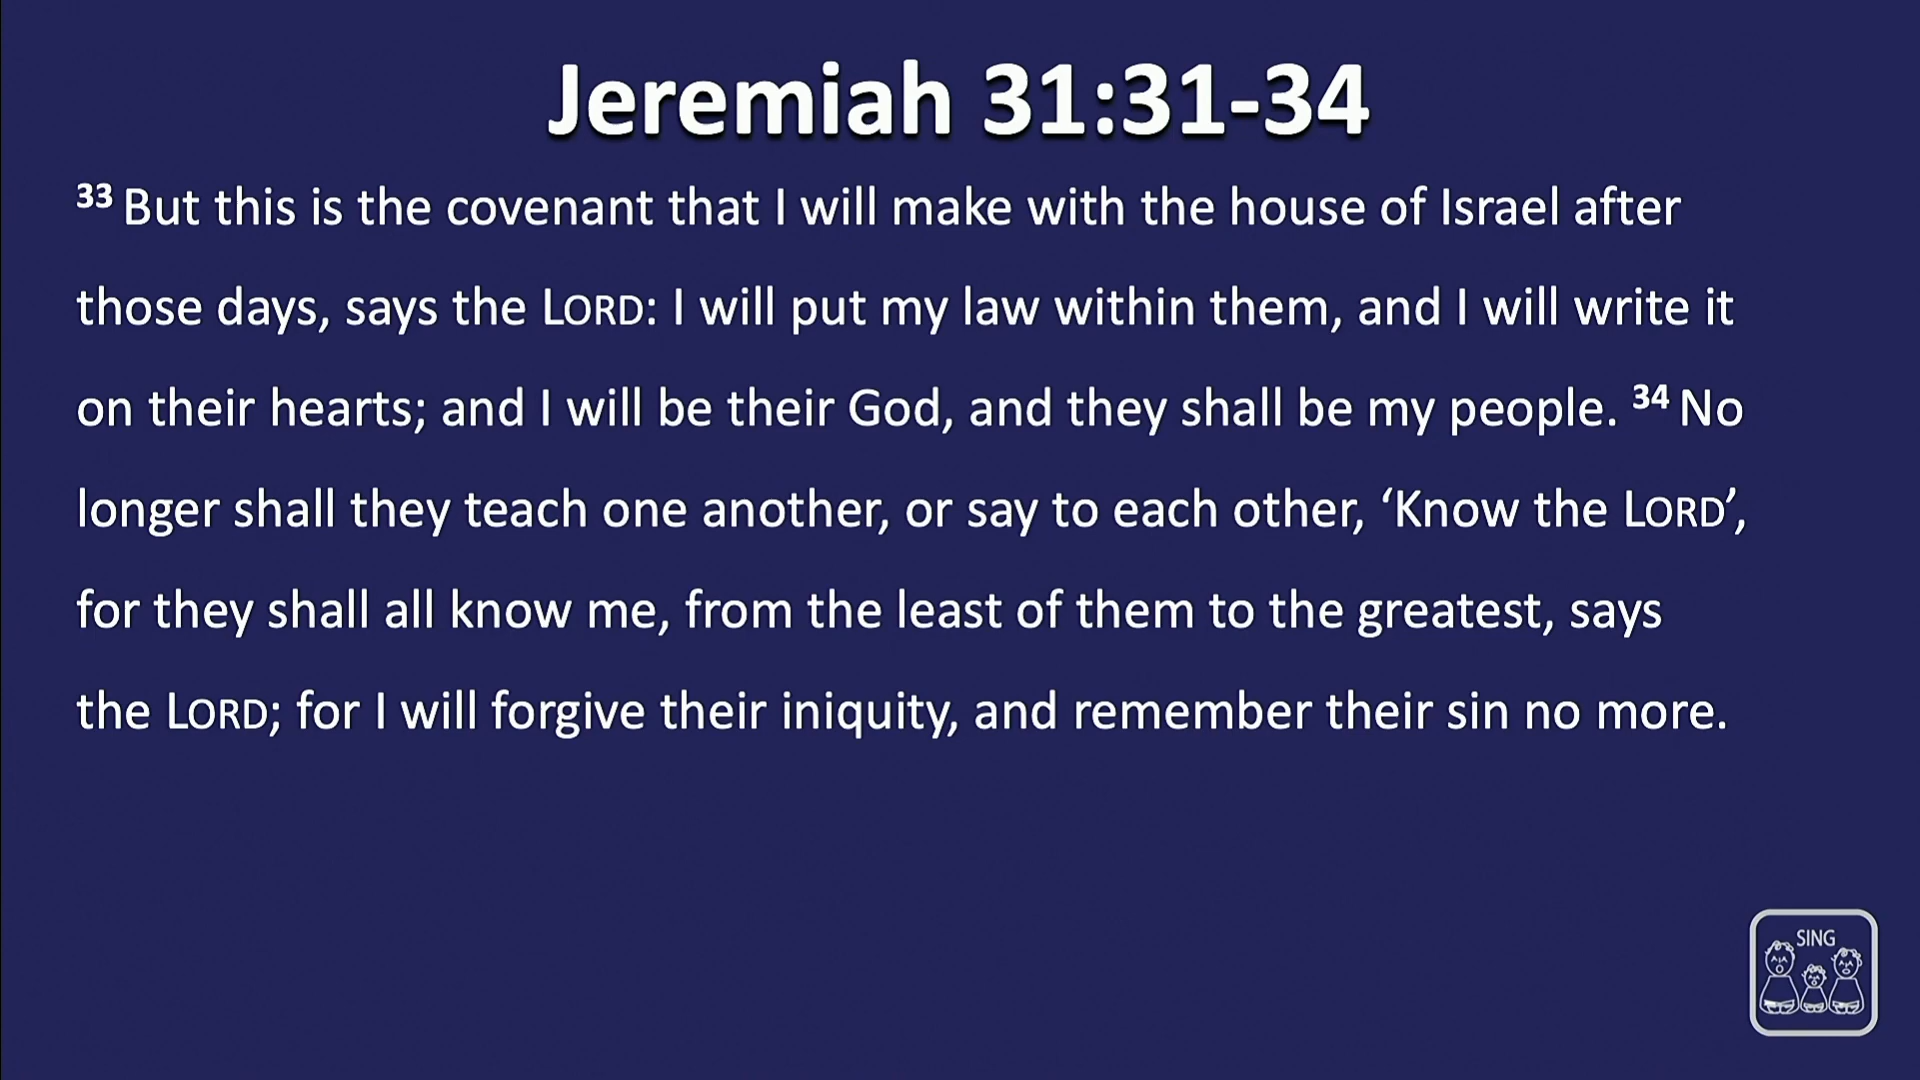 Jeremiah 31:31-34
33 But this is the covenant that I will make with the house of Israel after
those days, says the LORD: I will put my law within them, and I will write it
on their hearts; and I will be their God, and they shall be my people. 34 No
longer shall they teach one another, or say to each other, ‘Know the LORD’,
for they shall all know me, from the least of them to the greatest, says
the LORD; for I will forgive their iniquity, and remember their sin no more.
SING